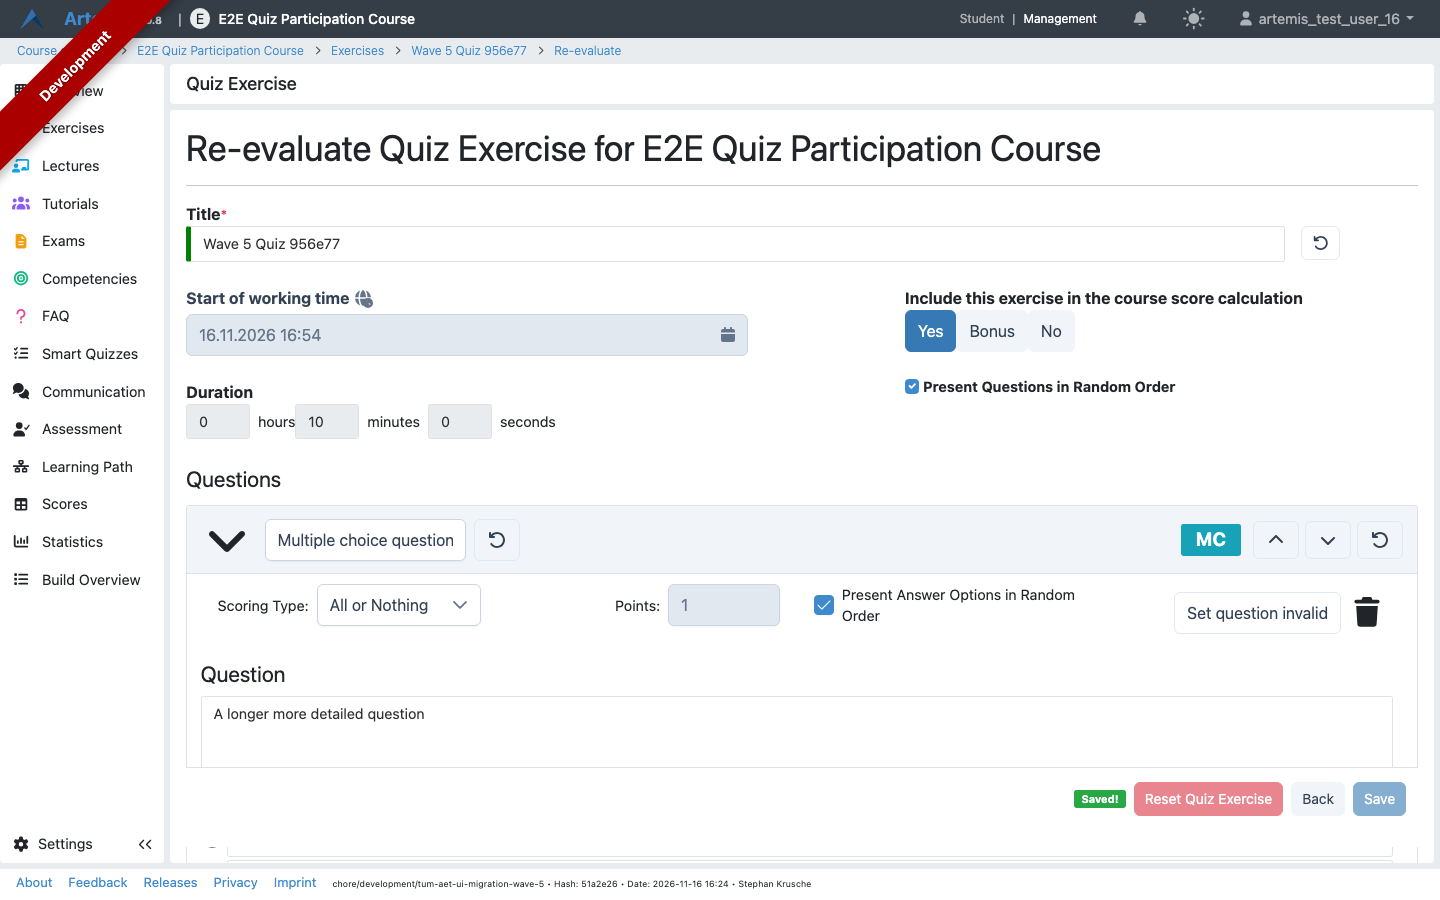 E
E2E Quiz Participation Course
Student | Management
artemis_test_user_16
Development
E2E Quiz Participation Course > Exercises > Wave 5 Quiz 956e77 > Re-evaluate
Exercises
Lectures
Tutorials
Exams
Competencies
FAQ
Smart Quizzes
Communication
Assessment
Learning Path
Scores
Statistics
Build Overview
Settings
Quiz Exercise
Re-evaluate Quiz Exercise for E2E Quiz Participation Course
Title*
Wave 5 Quiz 956e77
Start of working time
16.11.2026 16:54
Include this exercise in the course score calculation
Yes Bonus No
Present Questions in Random Order
Duration
0 hours 10 minutes 0 seconds
Questions
Multiple choice question
MC
Scoring Type: All or Nothing
Points: 1
Present Answer Options in Random
Order
Set question invalid
Question
A longer more detailed question
Saved! Reset Quiz Exercise Back Save
About Feedback Releases Privacy Imprint
chore/development/tum-aet-ui-migration-wave-5 • Hash: 51a2e26 • Date: 2026-11-16 16:24 • Stephan Krusche